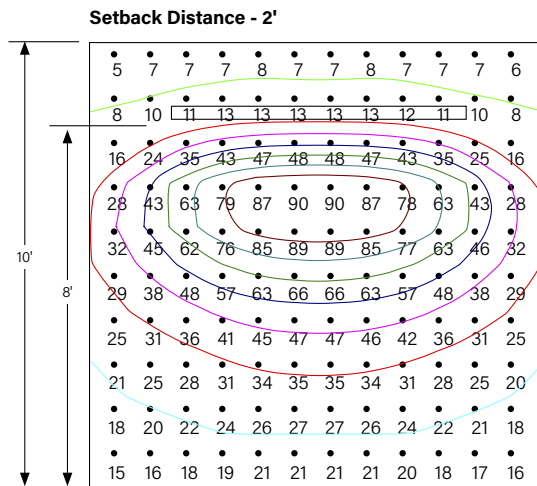 Setback Distance - 2'
5 7 7 7 8 7 7 8 7 7 7 6
8 10 11 13 13 13 13 13 12 11 10 8
16 24 35 43 47 48 48 47 43 35 25 16
28 43 63 79 87 90 90 87 78 63 43 28
32 45 62 76 85 89 89 85 77 63 46 32
10'
8'
29 38 48 57 63 66 66 63 57 48 38 29
25 31 36 41 45 47 47 46 42 36 31 25
21 25 28 31 34 35 35 34 31 28 25 20
18 20 22 24 26 27 27 26 24 22 21 18
15 16 18 19 21 21 21 21 20 18 17 16